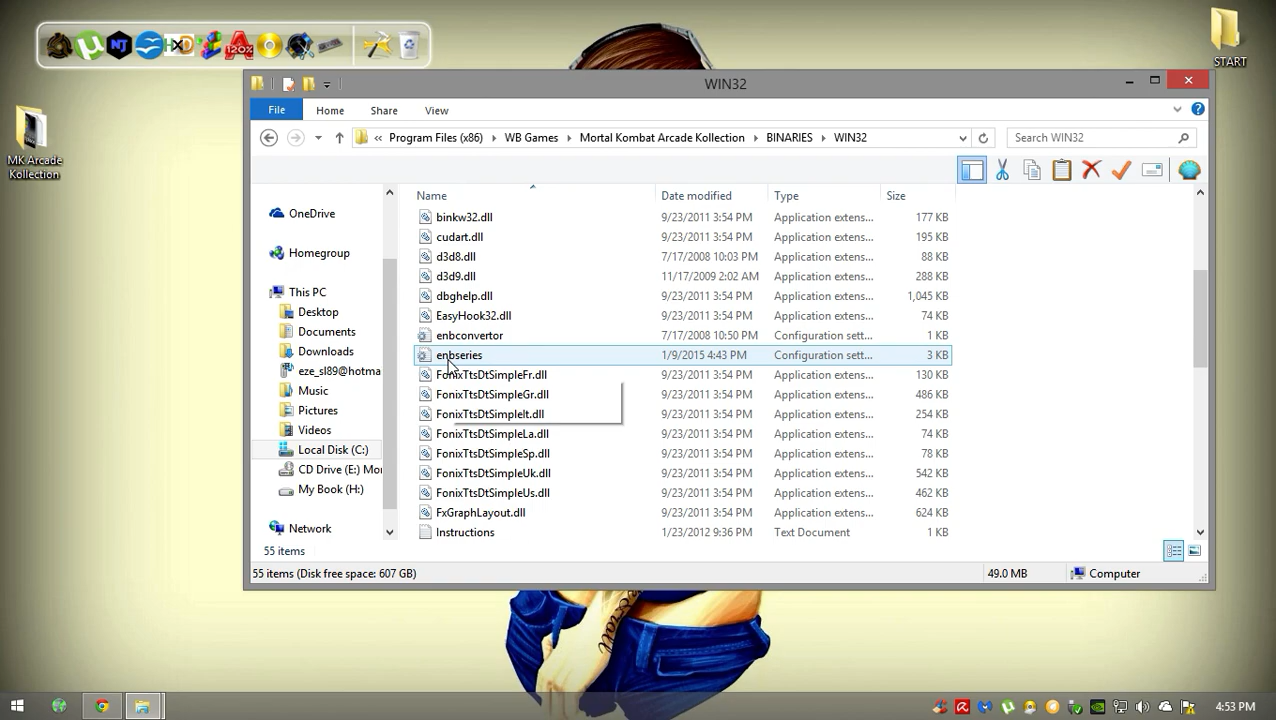 START
120%
MK Arcade
Kollection
WIN32
File Home Share View
« Program Files (x86) WB Games Mortal Kombat Arcade Kollection BINARIES WIN32
Search WIN32
Name Date modified Type Size
OneDrive
Homegroup
This PC
Desktop
Documents
Downloads
eze_sl89@hotma
Music
Pictures
Videos
Local Disk (C:)
CD Drive (E:) Mor
My Book (H:)
Network
binkw32.dll 9/23/2011 3:54 PM Application extens... 177 KB
cudart.dll 9/23/2011 3:54 PM Application extens... 195 KB
d3d8.dll 7/17/2008 10:03 PM Application extens... 88 KB
d3d9.dll 11/17/2009 2:02 AM Application extens... 288 KB
dbghelp.dll 9/23/2011 3:54 PM Application extens... 1,045 KB
EasyHook32.dll 9/23/2011 3:54 PM Application extens... 74 KB
enbconvertor 7/17/2008 10:50 PM Configuration sett... 1 KB
enbseries 1/9/2015 4:43 PM Configuration sett... 3 KB
FonixTtsDtSimpleFr.dll 9/23/2011 3:54 PM Application extens... 130 KB
FonixTtsDtSimpleGr.dll 9/23/2011 3:54 PM Application extens... 486 KB
FonixTtsDtSimpleIt.dll 9/23/2011 3:54 PM Application extens... 254 KB
FonixTtsDtSimpleLa.dll 9/23/2011 3:54 PM Application extens... 74 KB
FonixTtsDtSimpleSp.dll 9/23/2011 3:54 PM Application extens... 78 KB
FonixTtsDtSimpleUk.dll 9/23/2011 3:54 PM Application extens... 542 KB
FonixTtsDtSimpleUs.dll 9/23/2011 3:54 PM Application extens... 462 KB
FxGraphLayout.dll 9/23/2011 3:54 PM Application extens... 624 KB
Instructions 1/23/2012 9:36 PM Text Document 1 KB
55 items
55 items (Disk free space: 607 GB) 49.0 MB Computer
4:53 PM